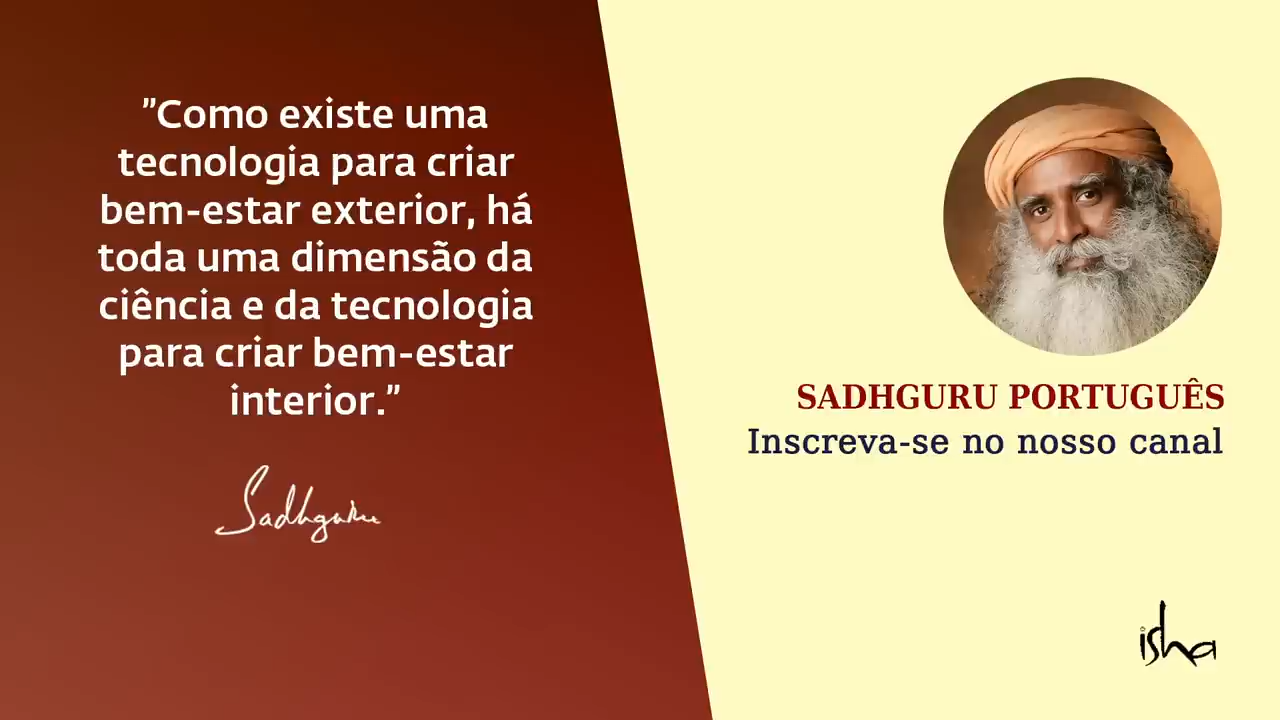 "Como existe uma
tecnologia para criar
bem-estar exterior, há
toda uma dimensão da
ciência e da tecnologia
para criar bem-estar
interior."
Sadhguru
SADHGURU PORTUGUÊS
Inscreva-se no nosso canal
isha